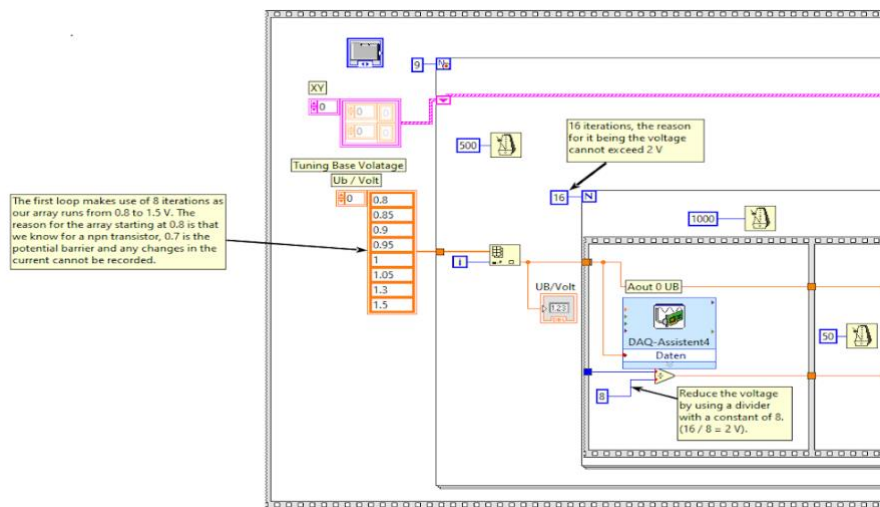 9
XY
0
0
0
16 iterations, the reason
for it being the voltage
cannot exceed 2 V
500
Tuning Base Volatage
Ub / Volt
16
1000
The first loop makes use of 8 iterations as
our array runs from 0.8 to 1.5 V. The
reason for the array starting at 0.8 is that
we know for a npn transistor, 0.7 is the
potential barrier and any changes in the
current cannot be recorded.
0
0.8
0.85
0.9
0.95
1
1.05
1.3
1.5
i
UB/Volt
1.23
Aout 0 UB
DAQ-Assistent4
Daten
50
8
Reduce the voltage
by using a divider
with a constant of 8.
(16 / 8 = 2 V).